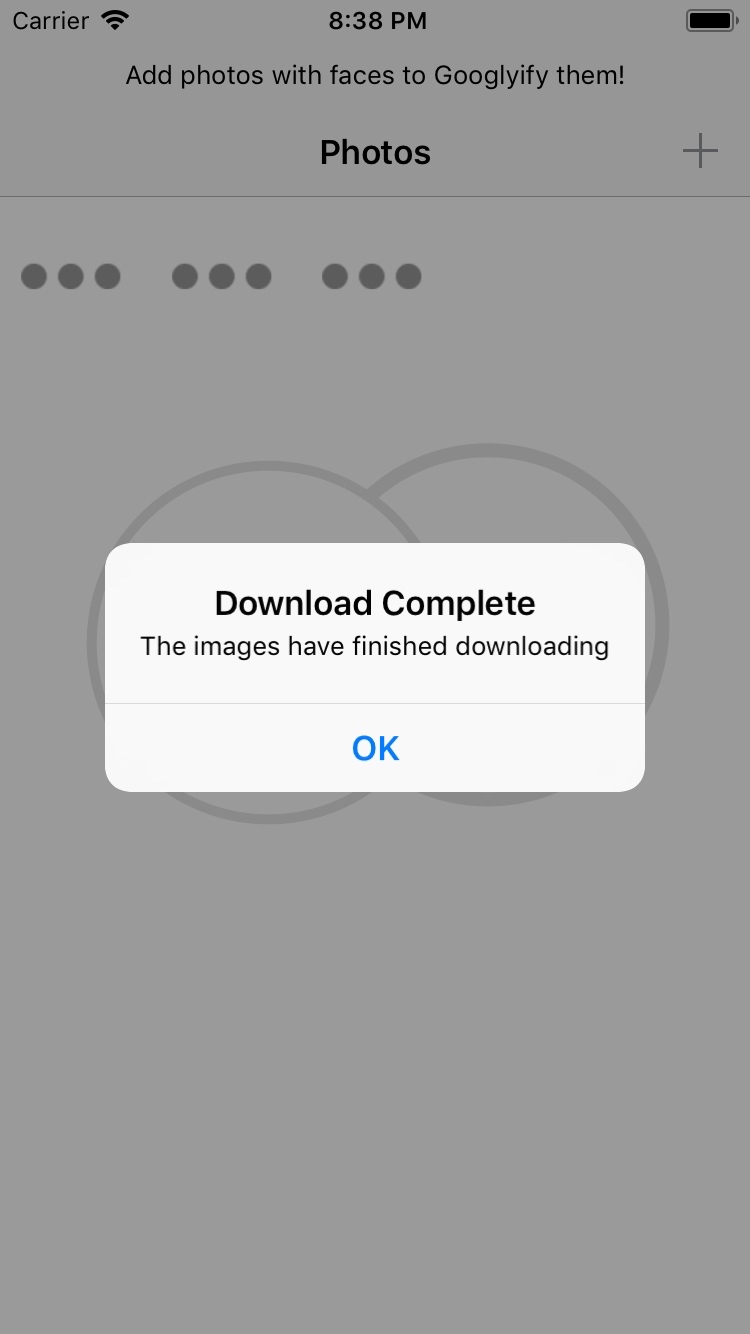 Carrier 8:38 PM
Add photos with faces to Googlyify them!
Photos
Download Complete
The images have finished downloading
OK